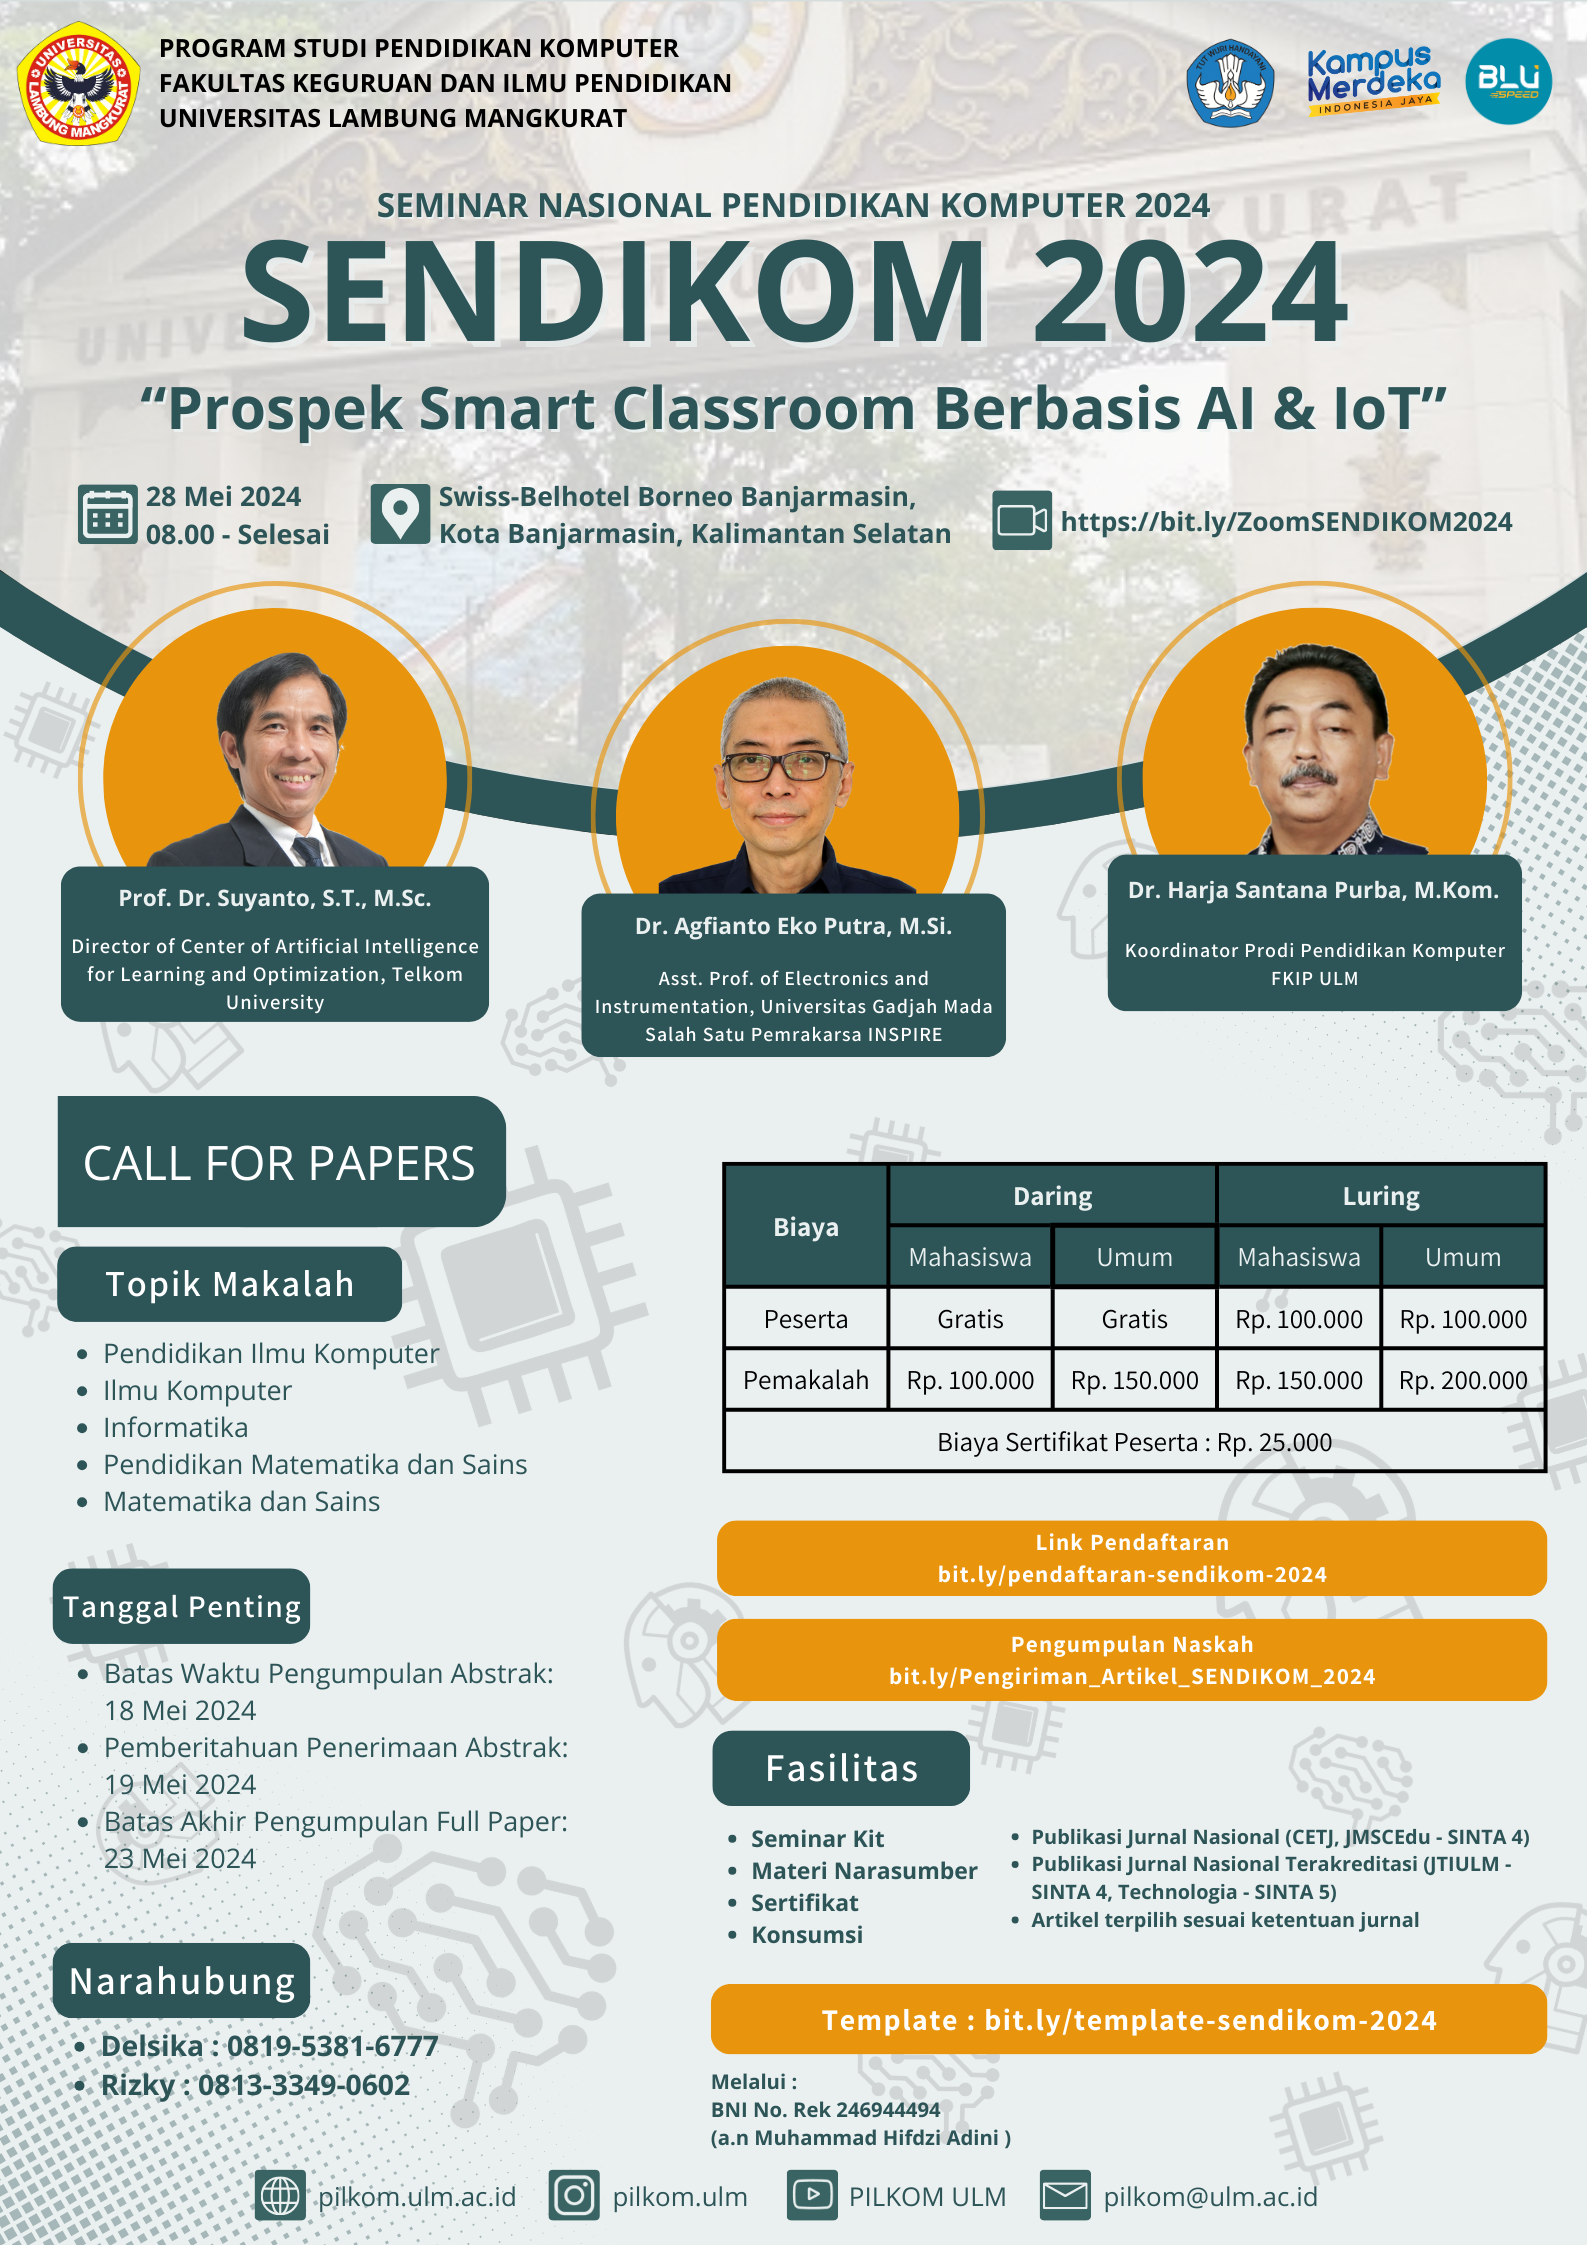 UNIVERSITAS
LAMBUNG MANGKURAT
PROGRAM STUDI PENDIDIKAN KOMPUTER
FAKULTAS KEGURUAN DAN ILMU PENDIDIKAN
UNIVERSITAS LAMBUNG MANGKURAT
TUT WURI HANDAYANI
Kampus
Merdeka
INDONESIA JAYA
BLU
SPEED
SEMINAR NASIONAL PENDIDIKAN KOMPUTER 2024
SENDIKOM 2024
“Prospek Smart Classroom Berbasis AI & IoT”
28 Mei 2024
08.00 - Selesai
Swiss-Belhotel Borneo Banjarmasin,
Kota Banjarmasin, Kalimantan Selatan
https://bit.ly/ZoomSENDIKOM2024
Prof. Dr. Suyanto, S.T., M.Sc.
Director of Center of Artificial Intelligence
for Learning and Optimization, Telkom
University
Dr. Agfianto Eko Putra, M.Si.
Asst. Prof. of Electronics and
Instrumentation, Universitas Gadjah Mada
Salah Satu Pemrakarsa INSPIRE
Dr. Harja Santana Purba, M.Kom.
Koordinator Prodi Pendidikan Komputer
FKIP ULM
CALL FOR PAPERS
Topik Makalah
• Pendidikan Ilmu Komputer
• Ilmu Komputer
• Informatika
• Pendidikan Matematika dan Sains
• Matematika dan Sains
Tanggal Penting
• Batas Waktu Pengumpulan Abstrak:
18 Mei 2024
• Pemberitahuan Penerimaan Abstrak:
19 Mei 2024
• Batas Akhir Pengumpulan Full Paper:
23 Mei 2024
Narahubung
• Delsika : 0819-5381-6777
• Rizky : 0813-3349-0602
Biaya Daring Luring
Mahasiswa Umum Mahasiswa Umum
Peserta Gratis Gratis Rp. 100.000 Rp. 100.000
Pemakalah Rp. 100.000 Rp. 150.000 Rp. 150.000 Rp. 200.000
Biaya Sertifikat Peserta : Rp. 25.000
Link Pendaftaran
bit.ly/pendaftaran-sendikom-2024
Pengumpulan Naskah
bit.ly/Pengiriman_Artikel_SENDIKOM_2024
Fasilitas
• Seminar Kit
• Materi Narasumber
• Sertifikat
• Konsumsi
• Publikasi Jurnal Nasional (CETJ, JMSCEdu - SINTA 4)
• Publikasi Jurnal Nasional Terakreditasi (JTIULM -
SINTA 4, Technologia - SINTA 5)
• Artikel terpilih sesuai ketentuan jurnal
Template : bit.ly/template-sendikom-2024
Melalui :
BNI No. Rek 246944494
(a.n Muhammad Hifdzi Adini )
pilkom.ulm.ac.id
pilkom.ulm
PILKOM ULM
pilkom@ulm.ac.id